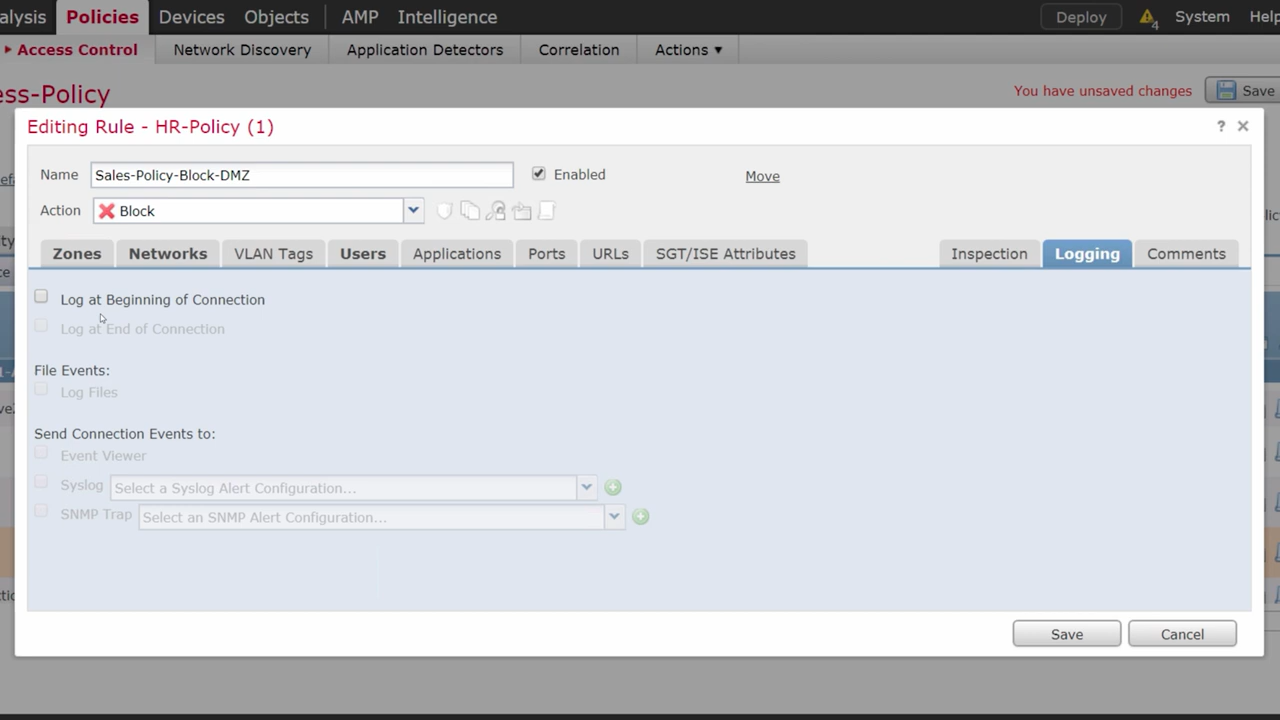 alysis Policies Devices Objects AMP Intelligence Deploy 4 System Help
Access Control Network Discovery Application Detectors Correlation Actions
ess-Policy You have unsaved changes Save
Editing Rule - HR-Policy (1) ?
Name Sales-Policy-Block-DMZ Enabled Move
Action Block
Zones Networks VLAN Tags Users Applications Ports URLs SGT/ISE Attributes Inspection Logging Comments
Log at Beginning of Connection
Log at End of Connection
File Events:
Log Files
Send Connection Events to:
Event Viewer
Syslog Select a Syslog Alert Configuration...
SNMP Trap Select an SNMP Alert Configuration...
Save Cancel